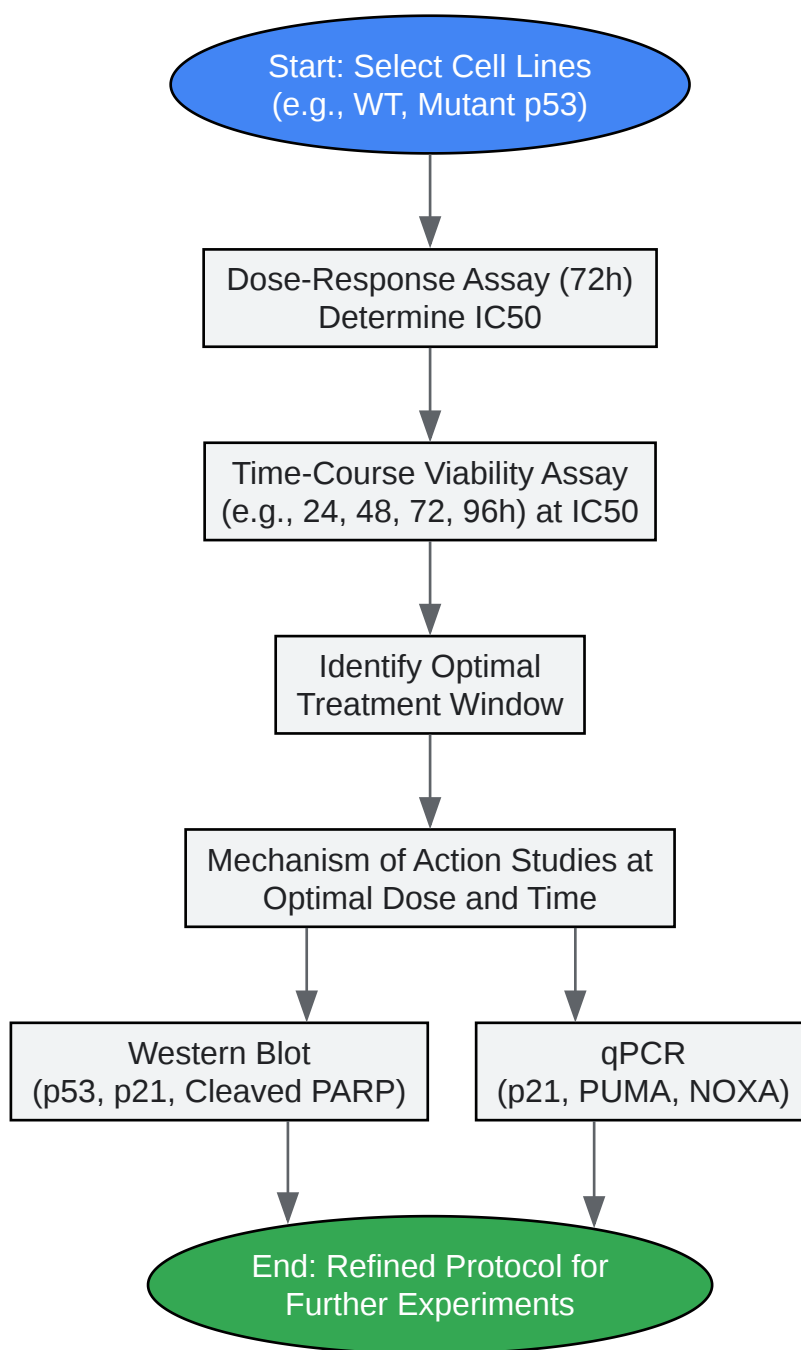 Start: Select Cell Lines
(e.g., WT, Mutant p53)
Dose-Response Assay (72h)
Determine IC50
Time-Course Viability Assay
(e.g., 24, 48, 72, 96h) at IC50
Identify Optimal
Treatment Window
Mechanism of Action Studies at
Optimal Dose and Time
Western Blot
(p53, p21, Cleaved PARP)
qPCR
(p21, PUMA, NOXA)
End: Refined Protocol for
Further Experiments